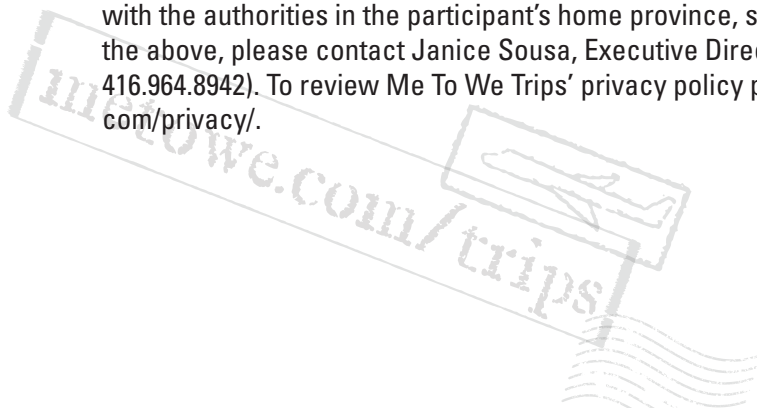 with the authorities in the participant’s home province, s
the above, please contact Janice Sousa, Executive Dire
416.964.8942). To review Me To We Trips’ privacy policy p
com/privacy/.
metowe.com/trips